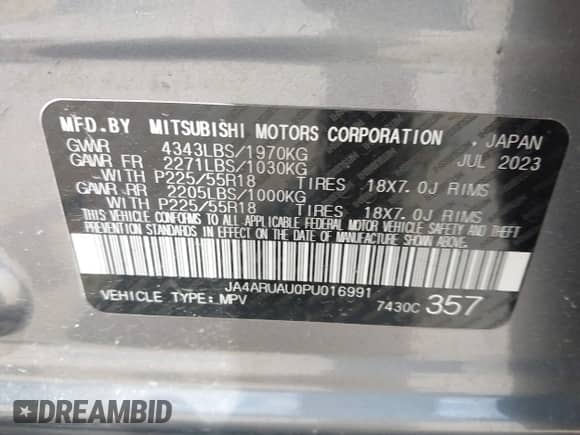 MFD.BY MITSUBISHI MOTORS CORPORATION . JAPAN
GVWR 4343LBS/1970KG JUL 2023
GAWR FR 2271LBS/1030KG
-WITH P225/55R18 TIRES 18X7.0J RIMS
GAWR RR 2205LBS/1000KG
-WITH P225/55R18 TIRES 18X7.0J RIMS
THIS VEHICLE CONFORMS TO ALL APPLICABLE FEDERAL MOTOR VEHICLE SAFETY AND THEFT
PREVENTION STANDARDS IN EFFECT ON THE DATE OF MANUFACTURE SHOWN ABOVE.
JA4ARUAU0PU016991
VEHICLE TYPE:MPV 7430C 357
DREAMBID